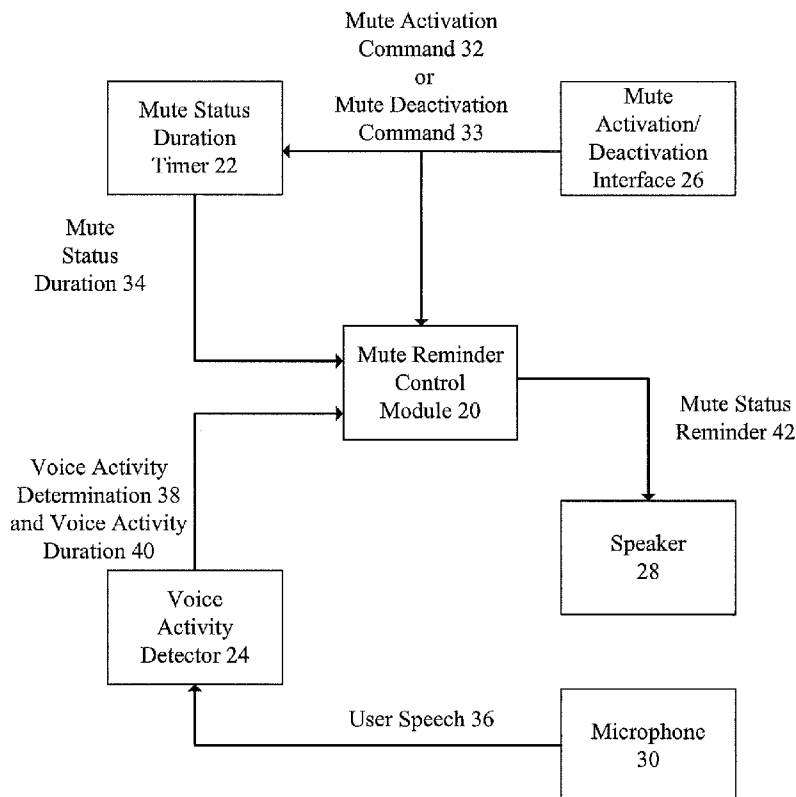 Mute Activation
Command 32
or
Mute Deactivation
Command 33
Mute Status
Duration
Timer 22
Mute
Activation/
Deactivation
Interface 26
Mute
Status
Duration 34
Mute Reminder
Control
Module 20
Mute Status
Reminder 42
Voice Activity
Determination 38
and Voice Activity
Duration 40
Speaker
28
Voice
Activity
Detector 24
User Speech 36
Microphone
30